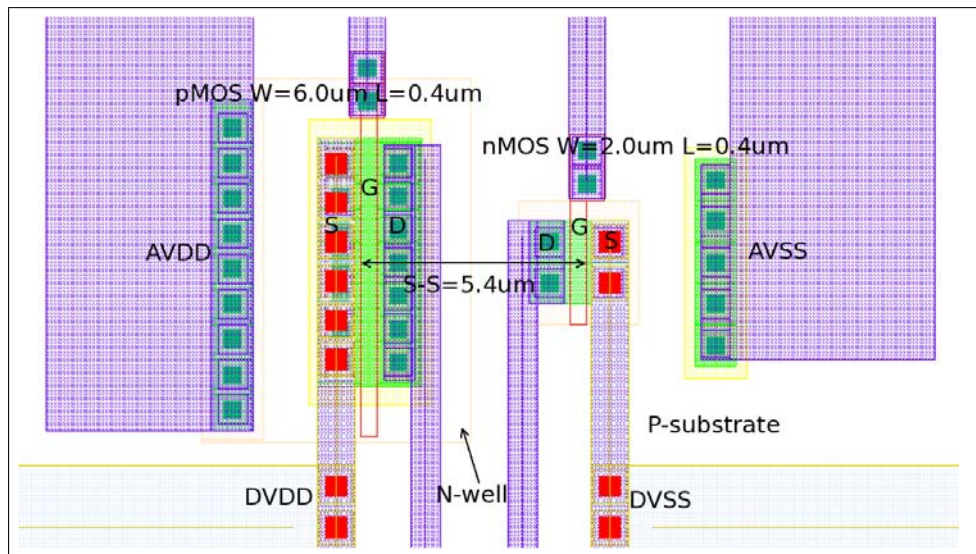 pMOS W=6.0um L=0.4um
nMOS W=2.0um L=0.4um
G
S
D
G
D
S
AVDD
AVSS
S-S=5.4um
P-substrate
N-well
DVDD
DVSS